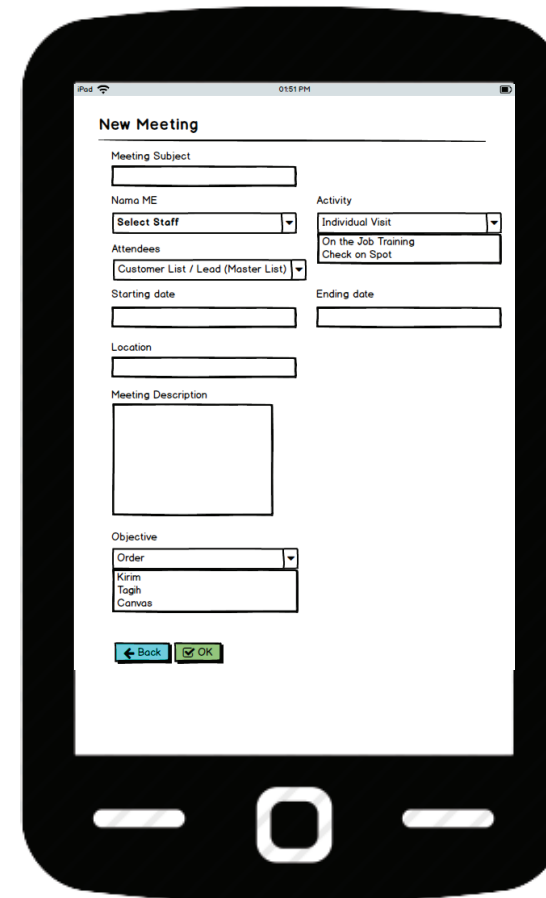 iPod 01:51 PM
New Meeting
Meeting Subject
Nama ME
Activity
Select Staff
Individual Visit
On the Job Training
Check on Spot
Attendees
Customer List / Lead (Master List)
Starting date
Ending date
Location
Meeting Description
Objective
Order
Kirim
Tagih
Canvas
Back
OK